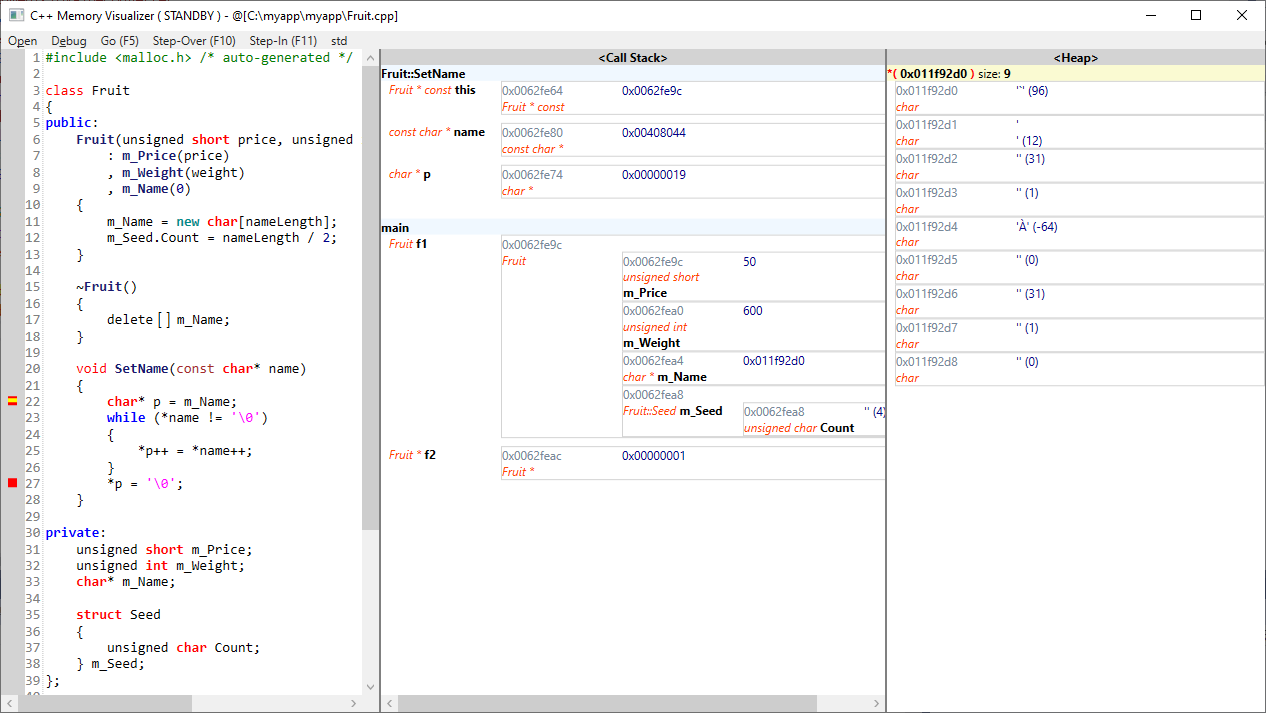 C++ Memory Visualizer ( STANDBY ) - @[C:\myapp\myapp\Fruit.cpp]
Open Debug Go (F5) Step-Over (F10) Step-In (F11) std
1 #include <malloc.h> /* auto-generated */
2
3 class Fruit
4 {
5 public:
6 Fruit(unsigned short price, unsigned
7 : m_Price(price)
8 , m_Weight(weight)
9 , m_Name(0)
10 {
11 m_Name = new char[nameLength];
12 m_Seed.Count = nameLength / 2;
13 }
14
15 ~Fruit()
16 {
17 delete[] m_Name;
18 }
19
20 void SetName(const char* name)
21 {
22 char* p = m_Name;
23 while (*name != '\0')
24 {
25 *p++ = *name++;
26 }
27 *p = '\0';
28 }
29
30 private:
31 unsigned short m_Price;
32 unsigned int m_Weight;
33 char* m_Name;
34
35 struct Seed
36 {
37 unsigned char Count;
38 } m_Seed;
39 };
40
<Call Stack>
Fruit::SetName
Fruit * const this 0x0062fe64 0x0062fe9c
Fruit * const
const char * name 0x0062fe80 0x00408044
const char *
char * p 0x0062fe74 0x00000019
char *
main
Fruit f1 0x0062fe9c
Fruit
0x0062fe9c 50
unsigned short
m_Price
0x0062fea0 600
unsigned int
m_Weight
0x0062fea4 0x011f92d0
char * m_Name
0x0062fea8
Fruit::Seed m_Seed 0x0062fea8 '' (4)
unsigned char Count
Fruit * f2 0x0062feac 0x00000001
Fruit *
<Heap>
*( 0x011f92d0 ) size: 9
0x011f92d0 '`' (96)
char
0x011f92d1 '
char ' (12)
0x011f92d2 '' (31)
char
0x011f92d3 '' (1)
char
0x011f92d4 'À' (-64)
char
0x011f92d5 '' (0)
char
0x011f92d6 '' (31)
char
0x011f92d7 '' (1)
char
0x011f92d8 '' (0)
char